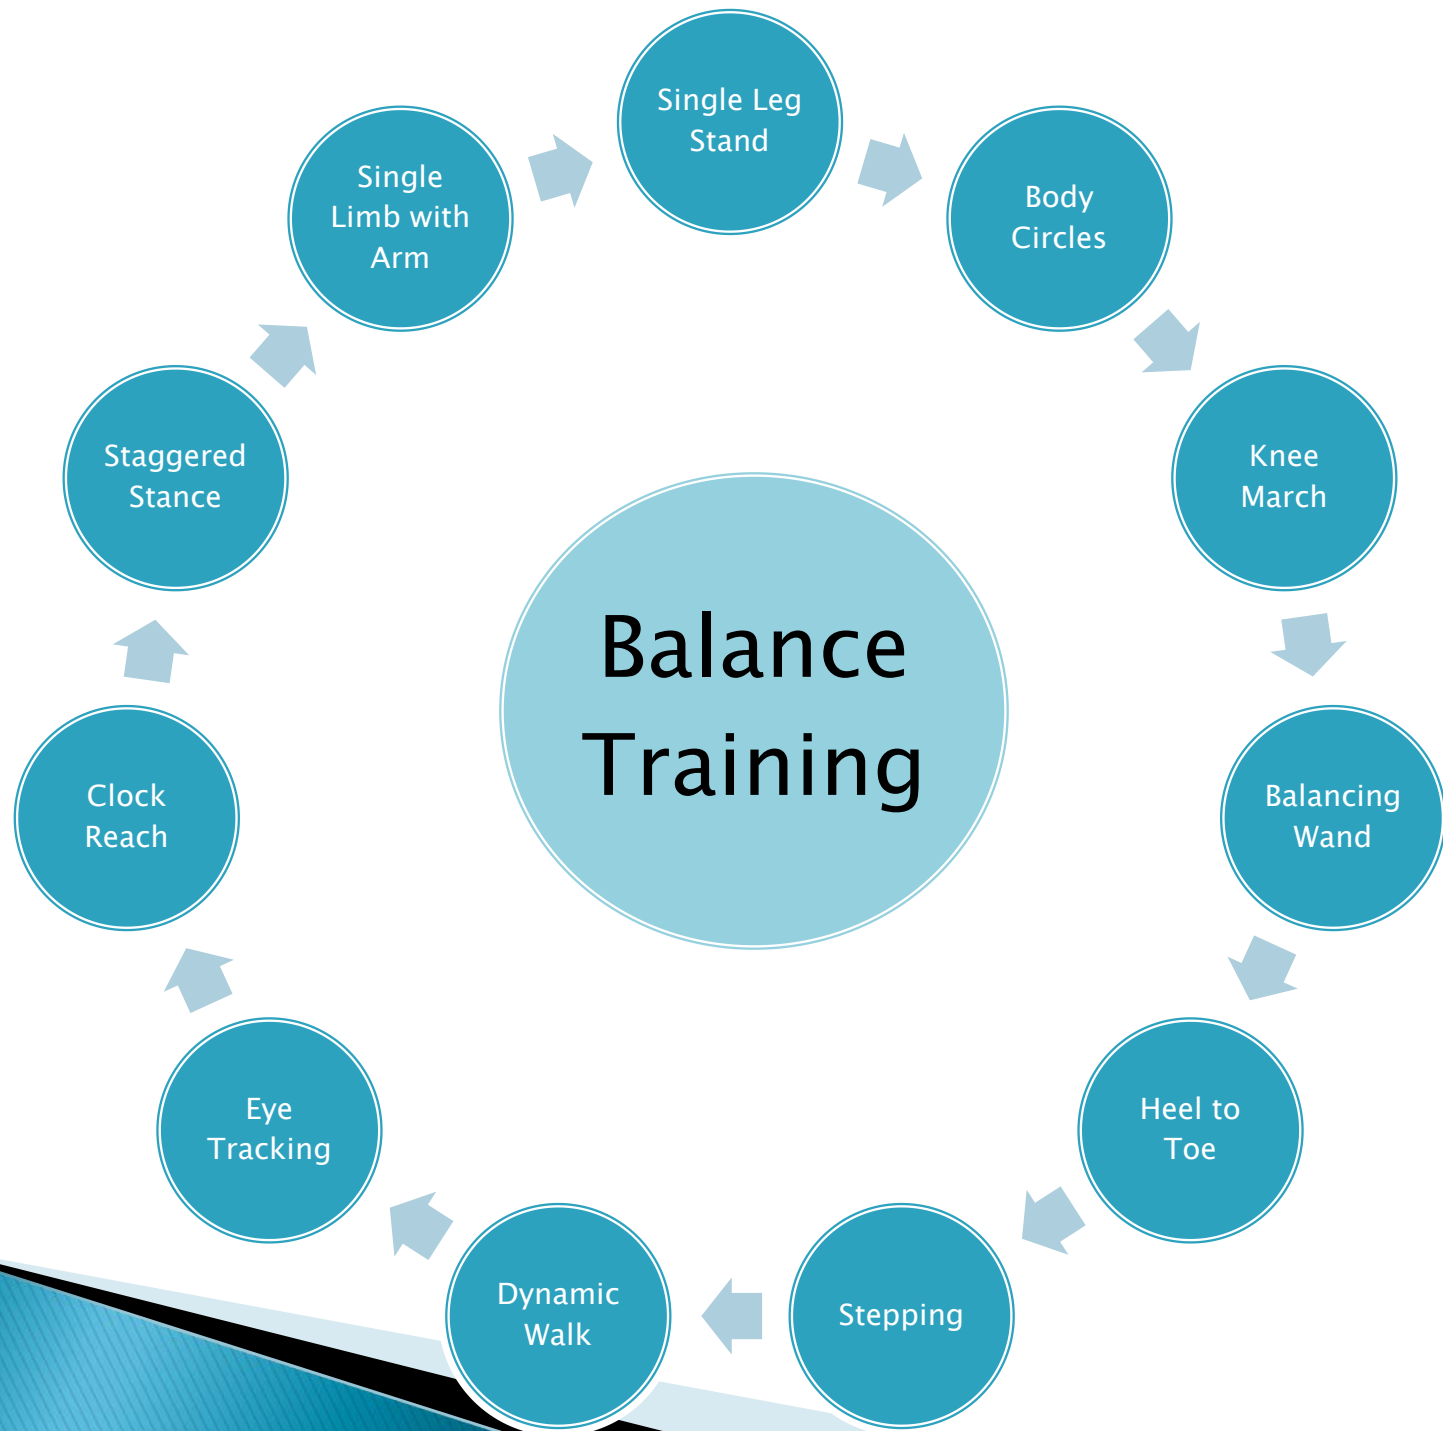 Single Leg
Stand
Body
Circles
Knee
March
Balancing
Wand
Heel to
Toe
Stepping
Dynamic
Walk
Eye
Tracking
Clock
Reach
Staggered
Stance
Single
Limb with
Arm
Balance
Training